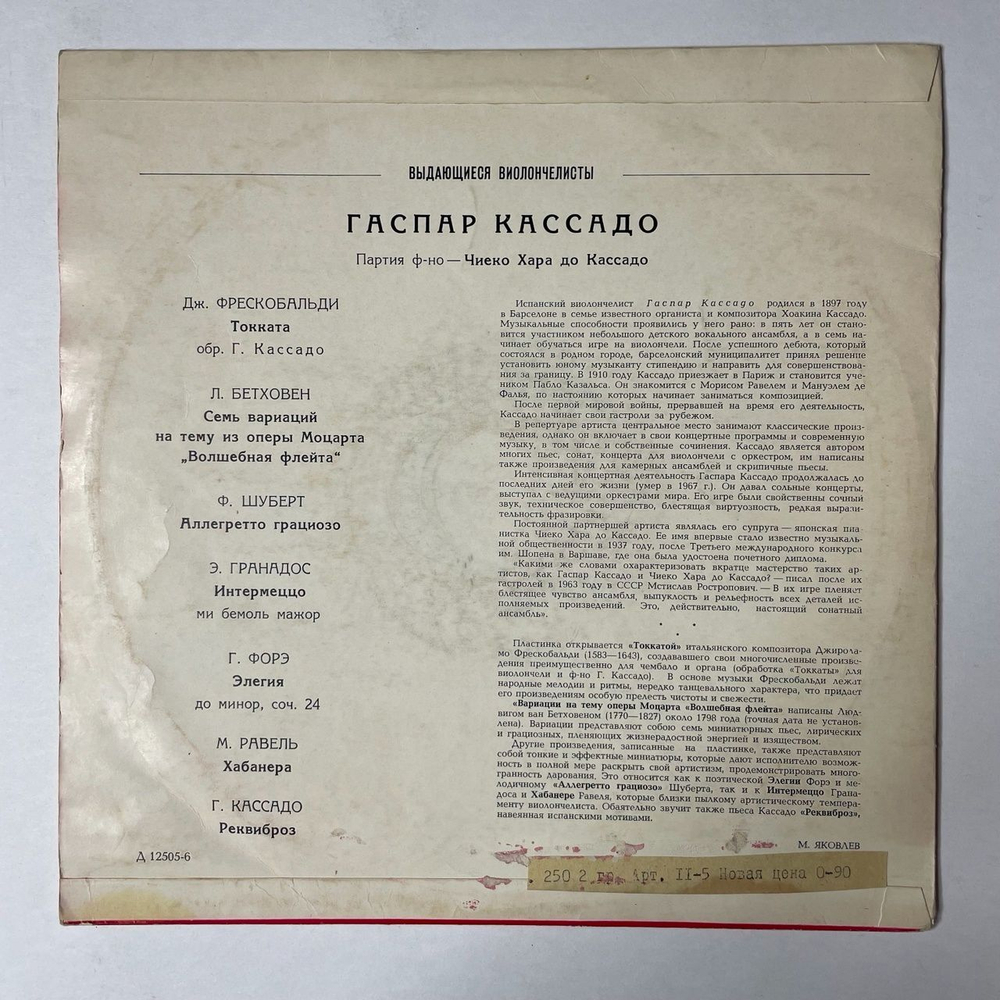 ВЫДАЮЩИЕСЯ ВИОЛОНЧЕЛИСТЫ
ГАСПАР КАССАДО
Партия ф-но — Чиеко Хара до Кассадо
Дж. ФРЕСКОБАЛЬДИ
Токката
обр. Г. Кассадо
Л. БЕТХОВЕН
Семь вариаций
на тему из оперы Моцарта
„Волшебная флейта“
Ф. ШУБЕРТ
Аллегретто грациозо
Э. ГРАНАДОС
Интермеццо
ми бемоль мажор
Г. ФОРЭ
Элегия
до минор, соч. 24
М. РАВЕЛЬ
Хабанера
Г. КАССАДО
Реквиброз
Д 12505-6
Испанский виолончелист Гаспар Кассадо родился в 1897 году
в Барселоне в семье известного органиста и композитора Хоакина Кассадо.
Музыкальные способности проявились у него рано: в пять лет он стано-
вится участником небольшого детского вокального ансамбля, а в семь на-
чинает обучаться игре на виолончели. После успешного дебюта, который
состоялся в родном городе, барселонский муниципалитет принял решение
установить юному музыканту стипендию и направить для совершенствова-
ния за границу. В 1910 году Кассадо приезжает в Париж и становится уче-
ником Пабло Казальса. Он знакомится с Морисом Равелем и Мануэлем де
Фалья, по настоянию которых начинает заниматься композицией.
После первой мировой войны, прервавшей на время его деятельность,
Кассадо начинает свои гастроли за рубежом.
В репертуаре артиста центральное место занимают классические произ-
ведения, однако он включает в свои концертные программы и современную
музыку, в том числе и собственные сочинения. Кассадо является автором
многих пьес, сонат, концерта для виолончели с оркестром, им написаны
также произведения для камерных ансамблей и скрипичные пьесы.
Интенсивная концертная деятельность Гаспара Кассадо продолжалась до
последних дней его жизни (умер в 1967 г.). Он давал сольные концерты,
выступал с ведущими оркестрами мира. Его игре были свойственны сочный
звук, техническое совершенство, блестящая виртуозность, редкая вырази-
тельность фразировки.
Постоянной партнершей артиста являлась его супруга — японская пиа-
нистка Чиеко Хара до Кассадо. Ее имя впервые стало известно музыкаль-
ной общественности в 1937 году, после Третьего международного конкурса
им. Шопена в Варшаве, где она была удостоена почетного диплома.
«Какими же словами охарактеризовать вкратце мастерство таких ар-
тистов, как Гаспар Кассадо и Чиеко Хара до Кассадо? — писал после их
гастролей в 1963 году в СССР Мстислав Ростропович. — В их игре пленяет
блестящее чувство ансамбля, выпуклость и рельефность всех деталей ис-
полняемых произведений. Это, действительно, настоящий сонатный
ансамбль».
Пластинка открывается «Токкатой» итальянского композитора Джирола-
мо Фрескобальди (1583—1643), создававшего свои многочисленные произве-
дения преимущественно для чембало и органа (обработка «Токкаты» для
виолончели и ф-но Г. Кассадо). В основе музыки Фрескобальди лежат
народные мелодии и ритмы, нередко танцевального характера, что придает
его произведениям особую прелесть чистоты и свежести.
«Вариации на тему оперы Моцарта «Волшебная флейта» написаны Люд-
вигом ван Бетховеном (1770—1827) около 1798 года (точная дата не установ-
лена). Вариации представляют собою семь миниатюрных пьес, лирических
и грациозных, пленяющих жизнерадостной энергией и изяществом.
Другие произведения, записанные на пластинке, также представляют
собой тонкие и эффектные миниатюры, которые дают исполнителю возмож-
ность в полной мере раскрыть свой артистизм, продемонстрировать много-
гранность дарования. Это относится как к поэтической Элегии Форэ и ме-
лодичному «Аллегретто грациозо» Шуберта, так и к Интермеццо Грана-
доса и Хабанере Равеля, которые близки пылкому артистическому темпера-
менту виолончелиста. Обаятельно звучит также пьеса Кассадо «Реквиброз»,
навеянная испанскими мотивами.
М. ЯКОВЛЕВ
250 2 гр. Арт. II-5 Новая цена 0-90